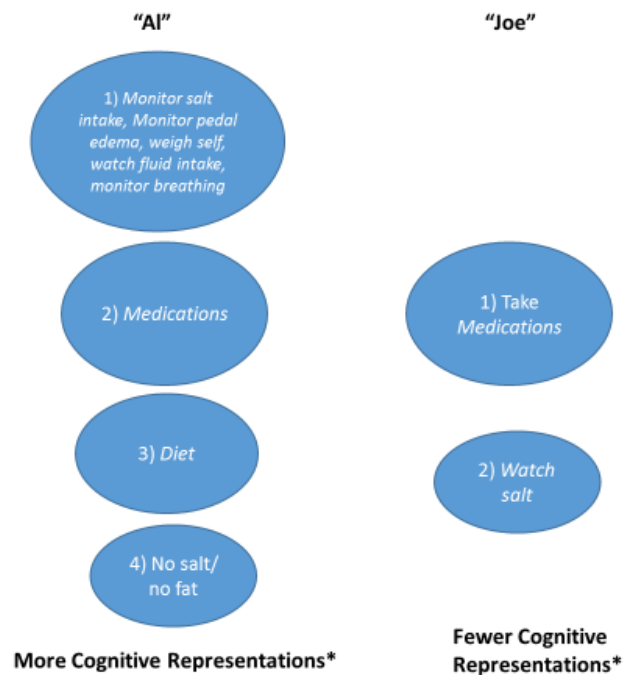 “Al”
1) Monitor salt
intake, Monitor pedal
edema, weigh self,
watch fluid intake,
monitor breathing
2) Medications
3) Diet
4) No salt/
no fat
More Cognitive Representations*
“Joe”
1) Take
Medications
2) Watch
salt
Fewer Cognitive
Representations*